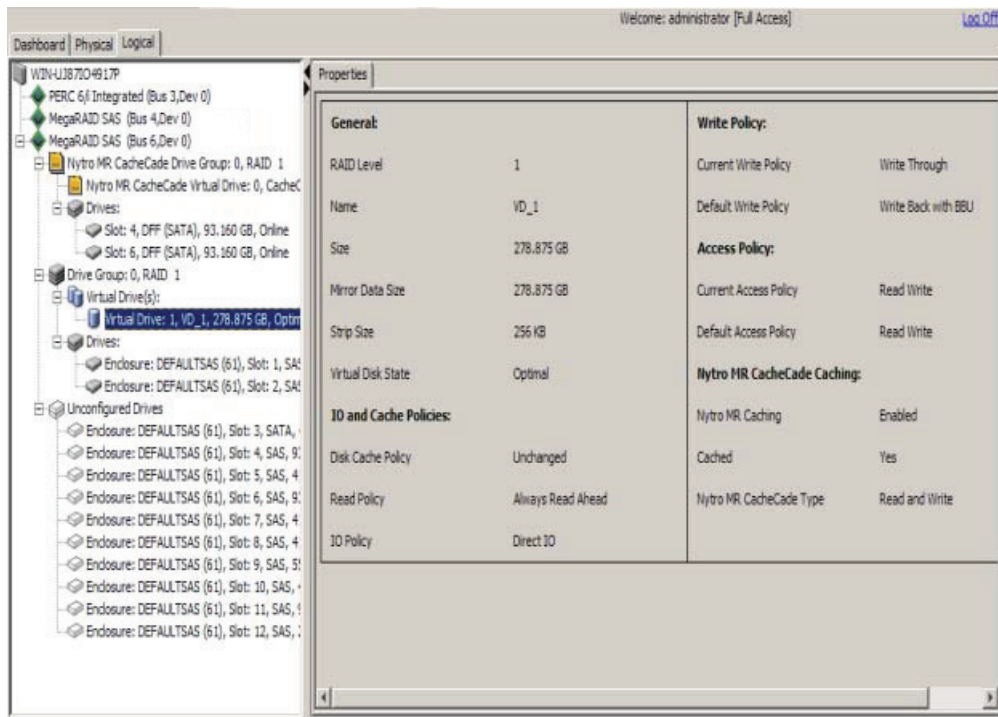 Welcome: administrator [Full Access] Log Off
Dashboard Physical Logical
WIN-UJ87IO4917P
PERC 6/i Integrated (Bus 3,Dev 0)
MegaRAID SAS (Bus 4,Dev 0)
MegaRAID SAS (Bus 6,Dev 0)
Nytro MR CacheCade Drive Group: 0, RAID 1
Nytro MR CacheCade Virtual Drive: 0, CacheC
Drives:
Slot: 4, DFF (SATA), 93.160 GB, Online
Slot: 6, DFF (SATA), 93.160 GB, Online
Drive Group: 0, RAID 1
Virtual Drive(s):
Virtual Drive: 1, VD_1, 278.875 GB, Optim
Drives:
Enclosure: DEFAULTSAS (61), Slot: 1, SAS
Enclosure: DEFAULTSAS (61), Slot: 2, SAS
Unconfigured Drives
Enclosure: DEFAULTSAS (61), Slot: 3, SATA,
Enclosure: DEFAULTSAS (61), Slot: 4, SAS,
Enclosure: DEFAULTSAS (61), Slot: 5, SAS, 4
Enclosure: DEFAULTSAS (61), Slot: 6, SAS,
Enclosure: DEFAULTSAS (61), Slot: 7, SAS, 4
Enclosure: DEFAULTSAS (61), Slot: 8, SAS, 4
Enclosure: DEFAULTSAS (61), Slot: 9, SAS,
Enclosure: DEFAULTSAS (61), Slot: 10, SAS,
Enclosure: DEFAULTSAS (61), Slot: 11, SAS,
Enclosure: DEFAULTSAS (61), Slot: 12, SAS,
Properties
General:
RAID Level 1
Name VD_1
Size 278.875 GB
Mirror Data Size 278.875 GB
Strip Size 256 KB
Virtual Disk State Optimal
IO and Cache Policies:
Disk Cache Policy Unchanged
Read Policy Always Read Ahead
IO Policy Direct IO
Write Policy:
Current Write Policy Write Through
Default Write Policy Write Back with BBU
Access Policy:
Current Access Policy Read Write
Default Access Policy Read Write
Nytro MR CacheCade Caching:
Nytro MR Caching Enabled
Cached Yes
Nytro MR CacheCade Type Read and Write